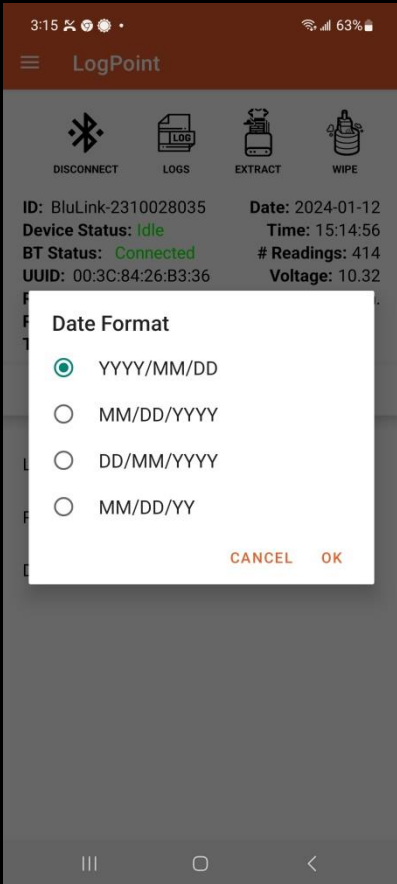 3:15
63%
LogPoint
LOG
DISCONNECT LOGS EXTRACT WIPE
ID: BluLink-2310028035 Date: 2024-01-12
Device Status: Idle Time: 15:14:56
BT Status: Connected # Readings: 414
UUID: 00:3C:84:26:B3:36 Voltage: 10.32
Date Format
YYYY/MM/DD
MM/DD/YYYY
DD/MM/YYYY
MM/DD/YY
CANCEL OK